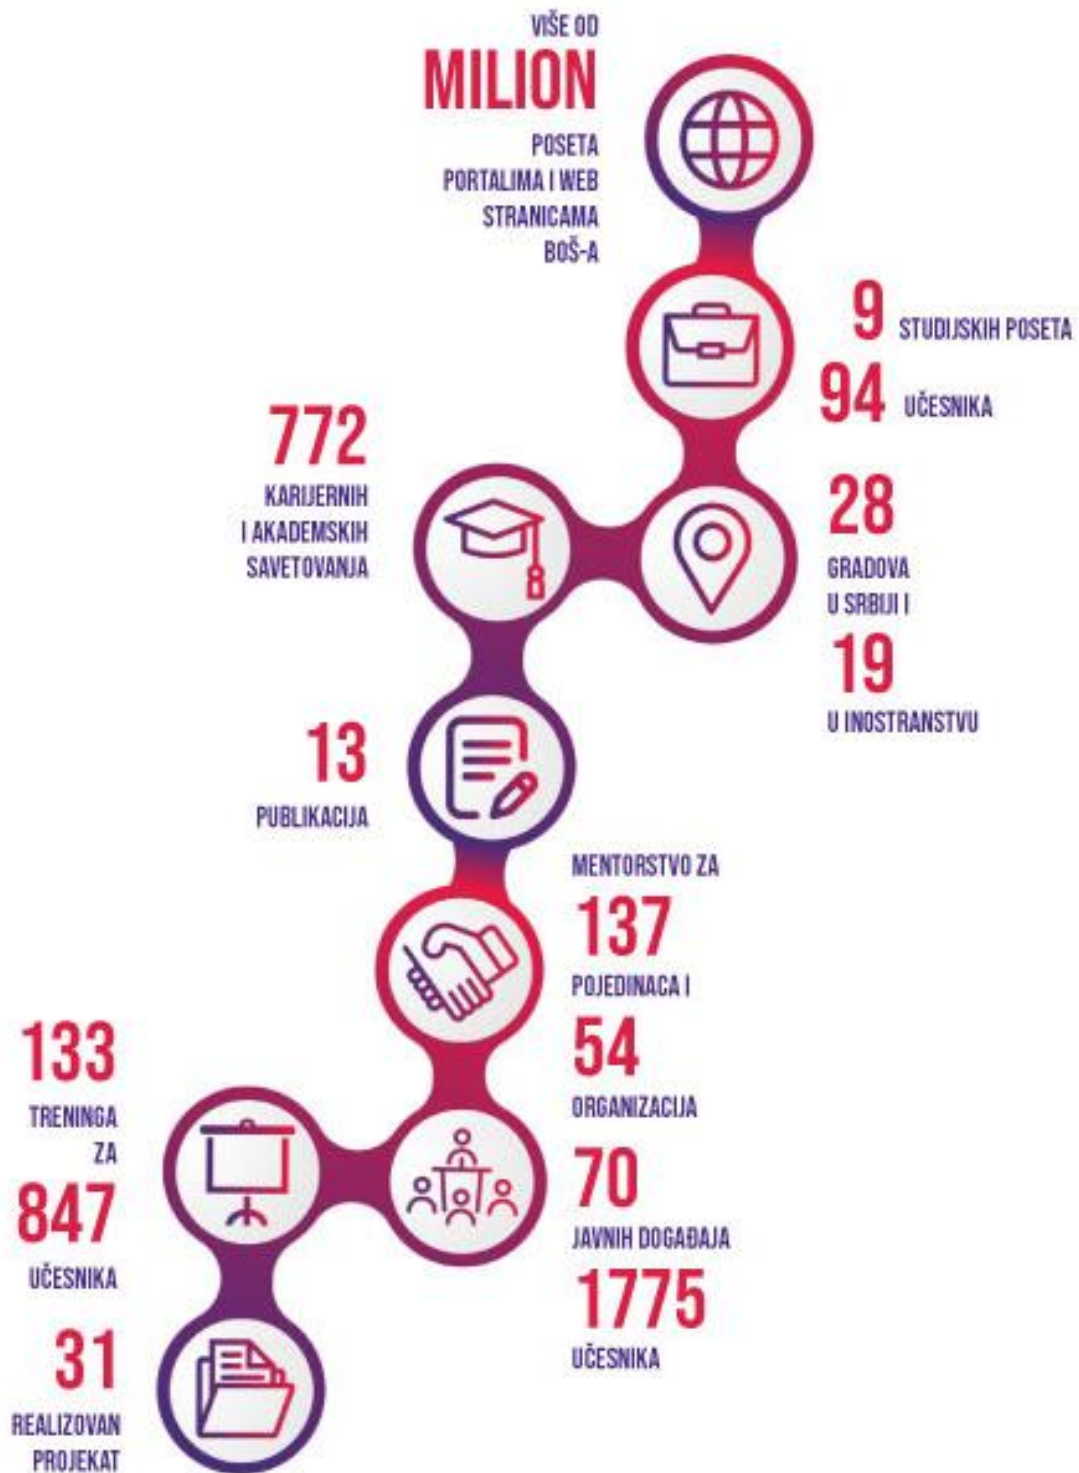 VIŠE OD
MILION
POSETA
PORTALIMA I WEB
STRANICAMA
BOŠ-A
9 STUDIJSKIH POSETA
94 UČESNIKA
28
GRADOVA
U SRBIJI I
19
U INOSTRANSTVU
772
KARIJERNIH
I AKADEMSKIH
SAVETOVANJA
13
PUBLIKACIJA
MENTORSTVO ZA
137
POJEDINACA I
54
ORGANIZACIJA
70
JAVNIH DOGAĐAJA
1775
UČESNIKA
133
TRENINGA
ZA
847
UČESNIKA
31
REALIZOVAN
PROJEKAT